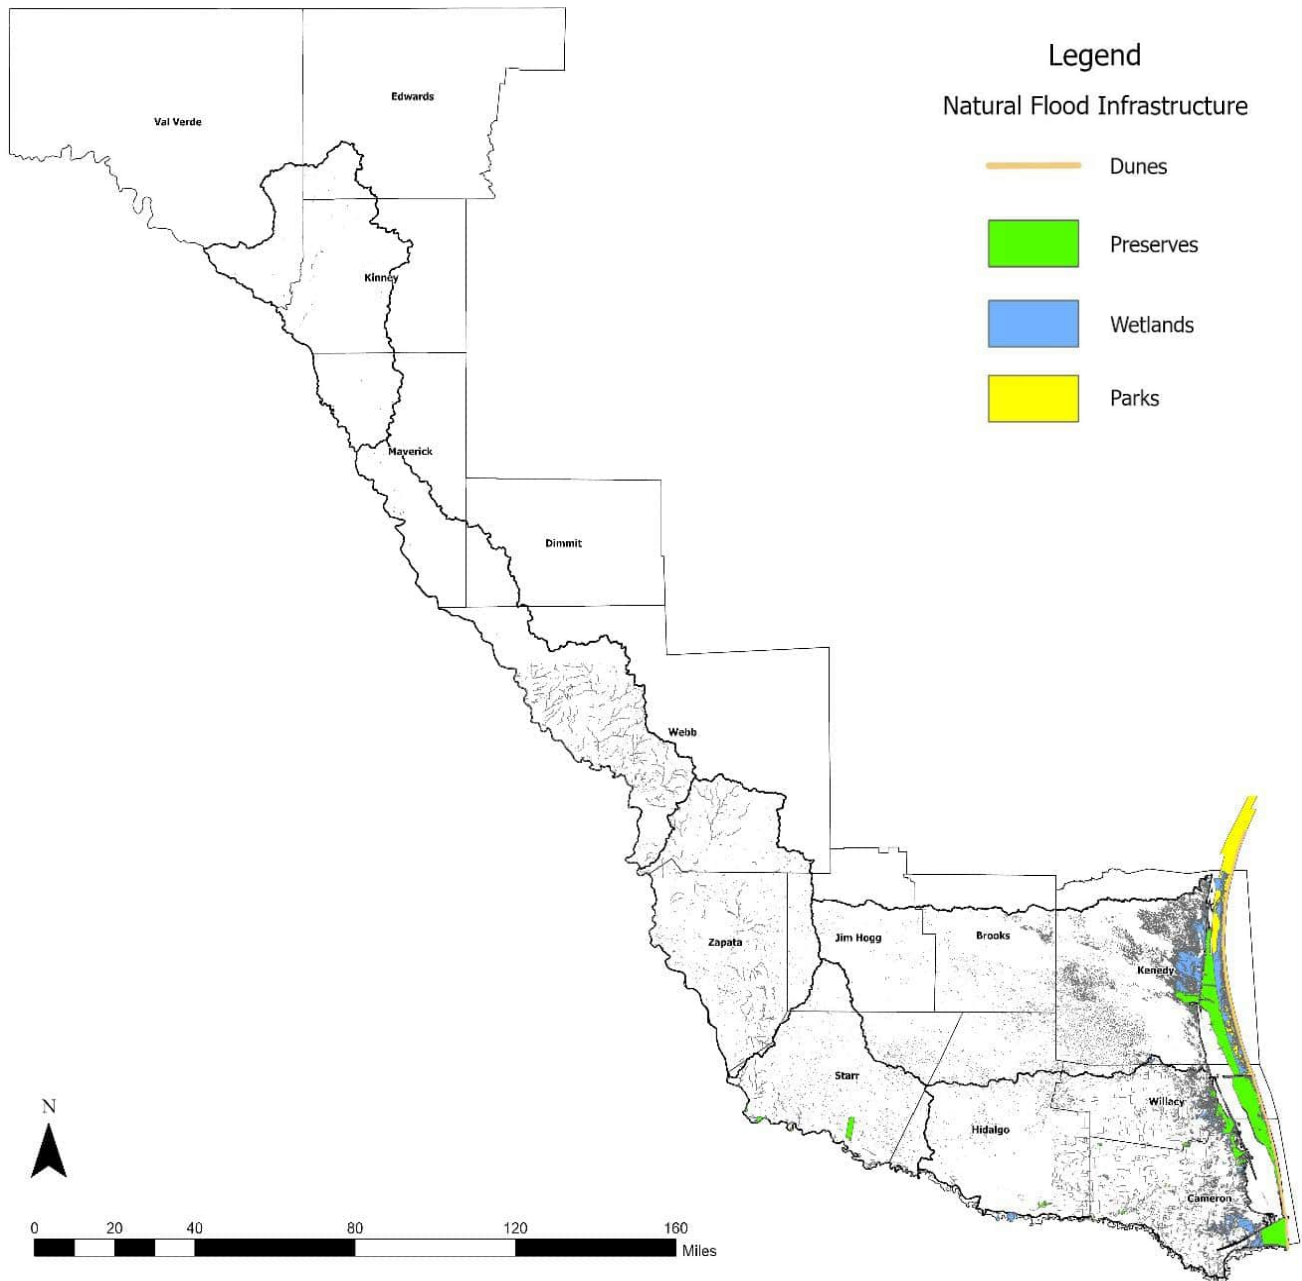 Legend
Natural Flood Infrastructure
Dunes
Preserves
Wetlands
Parks
Edwards
Val Verde
Kinney
Maverick
Dimmit
Webb
Zapata
Jim Hogg
Brooks
Kenedy
Starr
Willacy
Hidalgo
Cameron
N
0 20 40 80 120 160
Miles